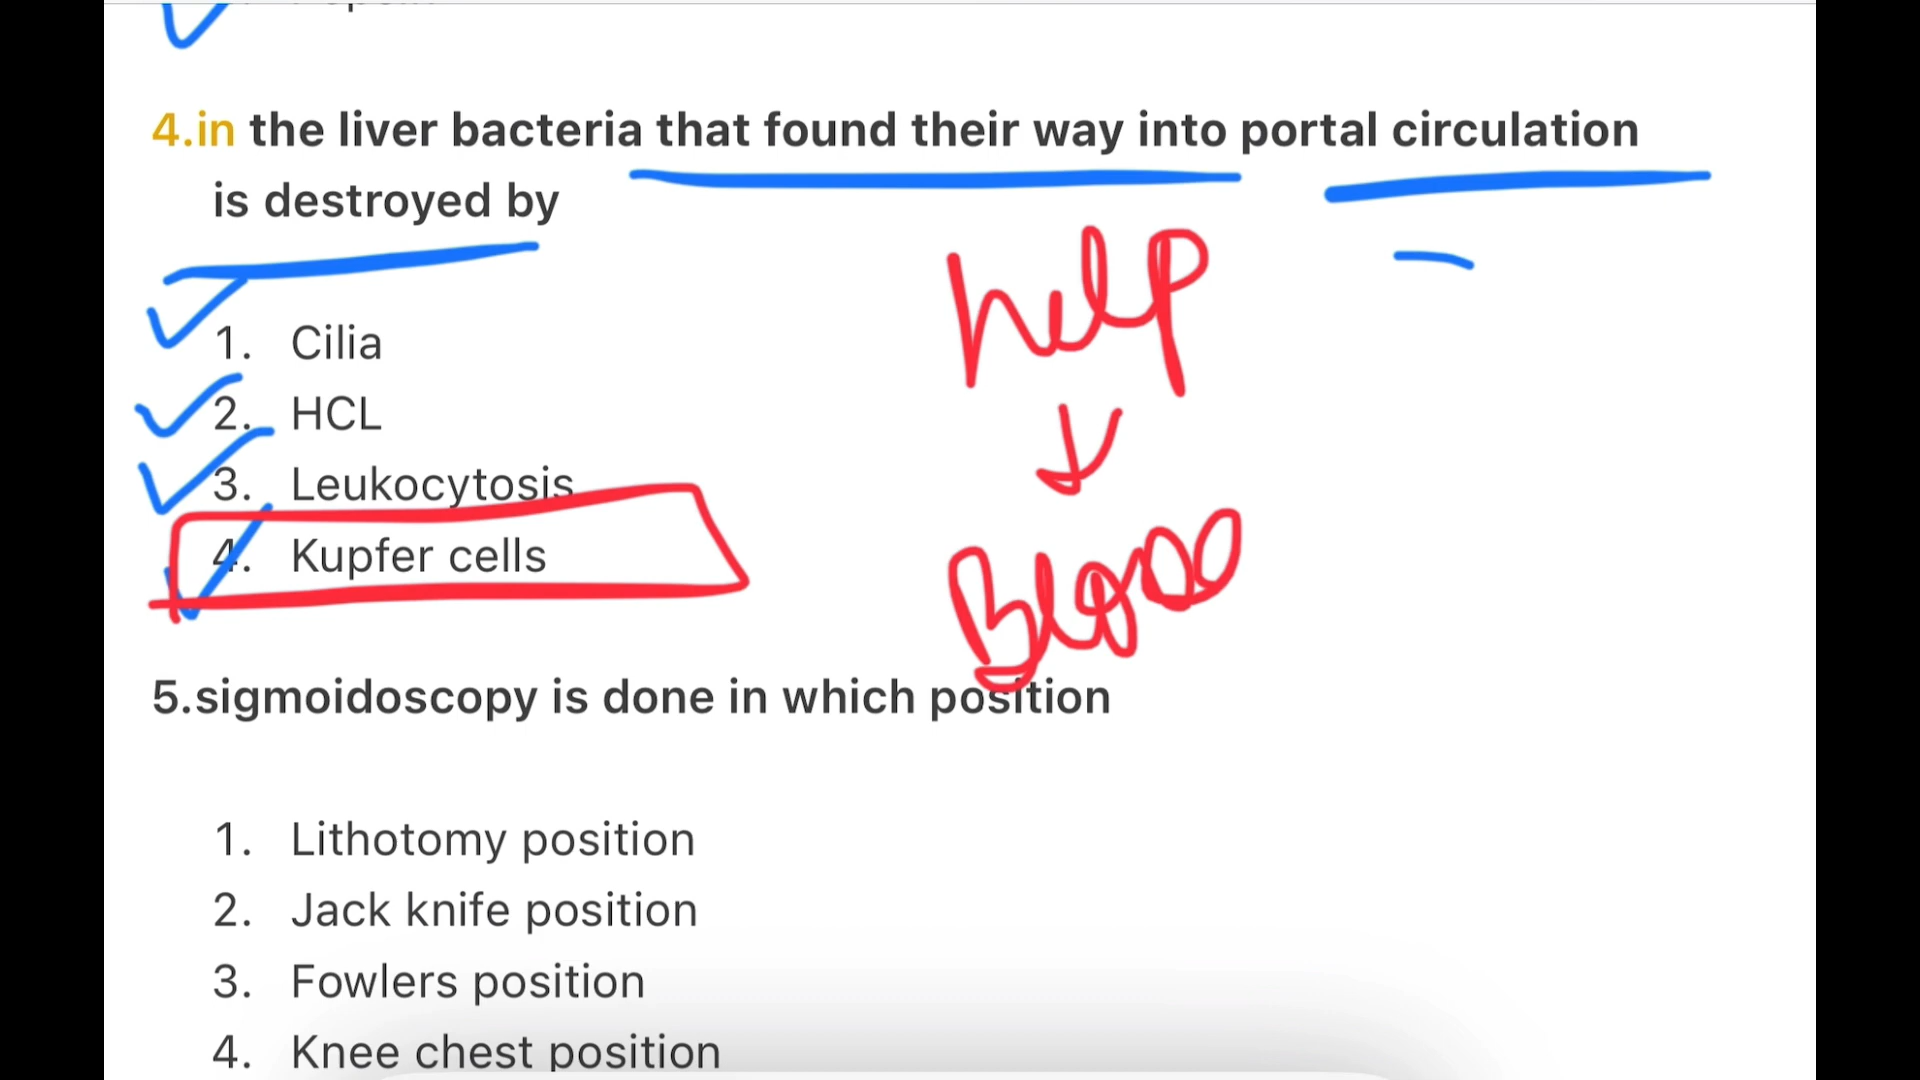 4.in the liver bacteria that found their way into portal circulation
is destroyed by
1. Cilia
2. HCL
3. Leukocytosis
4. Kupfer cells
help
Blood
5.sigmoidoscopy is done in which position
1. Lithotomy position
2. Jack knife position
3. Fowlers position
4. Knee chest position